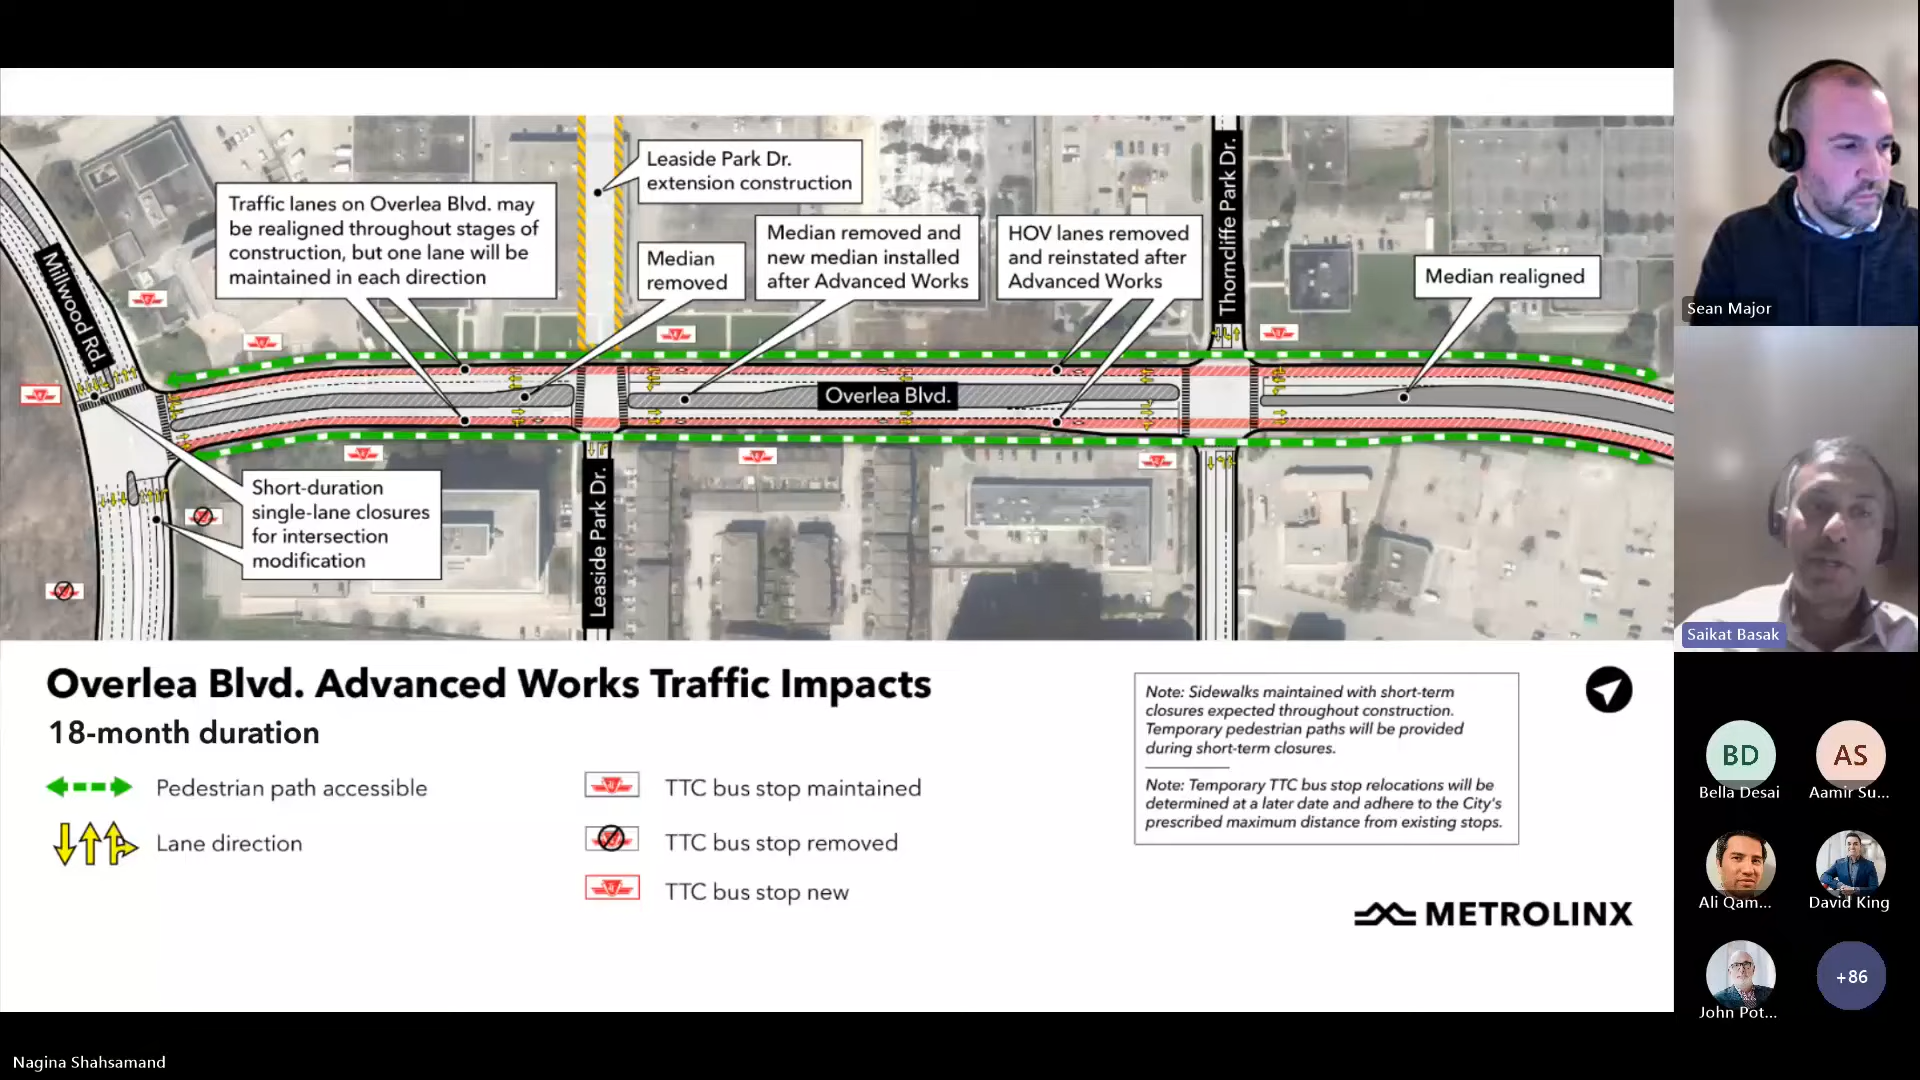 Leaside Park Dr.
extension construction
Traffic lanes on Overlea Blvd. may
be realigned throughout stages of
construction, but one lane will be
maintained in each direction
Median
removed
Median removed and
new median installed
after Advanced Works
HOV lanes removed
and reinstated after
Advanced Works
Thorncliffe Park Dr.
Median realigned
Millwood Rd.
Overlea Blvd.
Short-duration
single-lane closures
for intersection
modification
Leaside Park Dr.
Overlea Blvd. Advanced Works Traffic Impacts
18-month duration
Pedestrian path accessible
Lane direction
TTC bus stop maintained
TTC bus stop removed
TTC bus stop new
Note: Sidewalks maintained with short-term
closures expected throughout construction.
Temporary pedestrian paths will be provided
during short-term closures.
Note: Temporary TTC bus stop relocations will be
determined at a later date and adhere to the City's
prescribed maximum distance from existing stops.
METROLINX
Sean Major
Saikat Basak
BD
Bella Desai
AS
Aamir Su...
Ali Qam...
David King
John Pot...
+86
Nagina Shahsamand